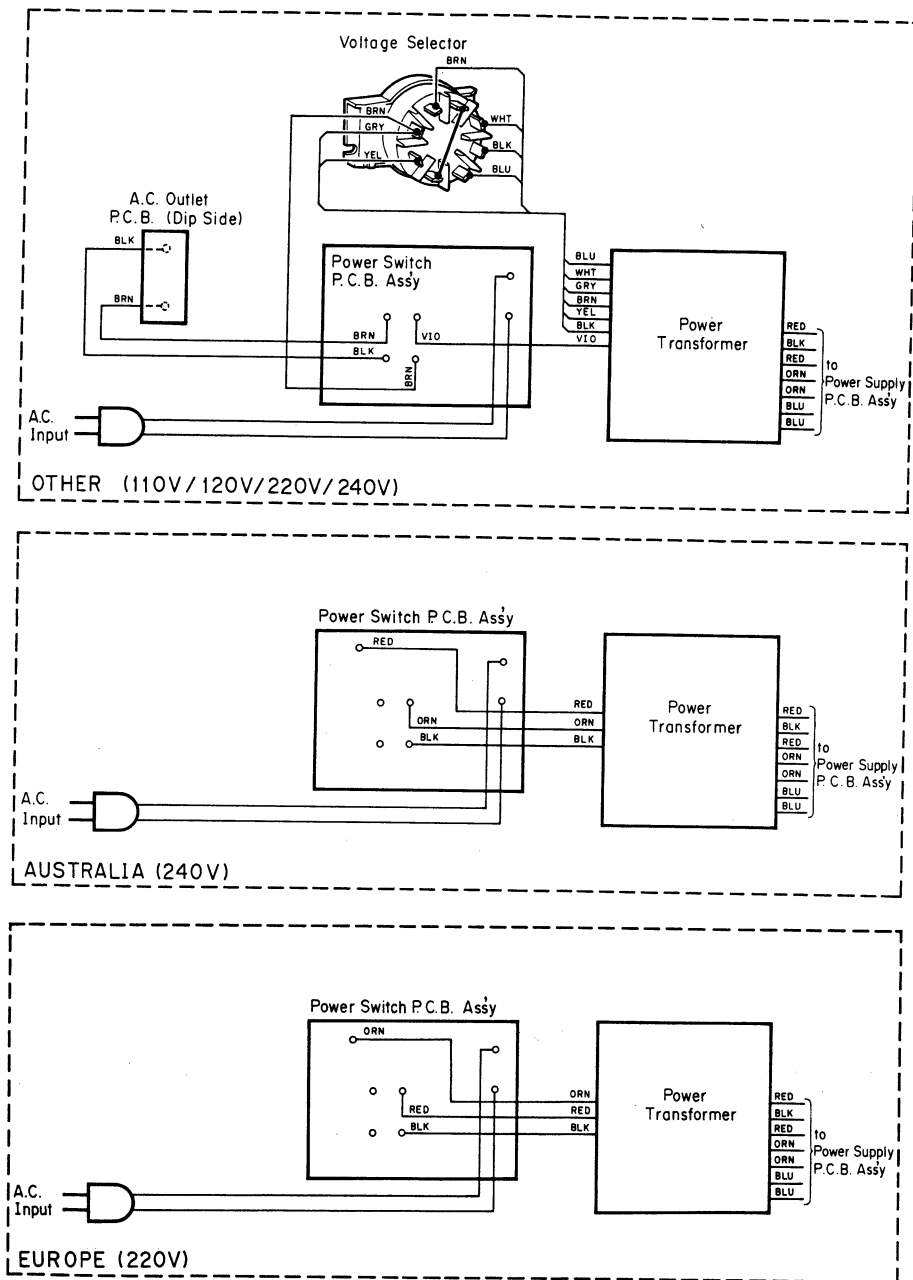 Voltage Selector
BRN
BRN
GRY
YEL
WHT
BLK
BLU
A.C. Outlet
P.C.B. (Dip Side)
BLK
BRN
Power Switch
P.C.B. Ass'y
BRN
BLK
VIO
BRN
BLU
WHT
GRY
BRN
YEL
BLK
VIO
Power
Transformer
RED
BLK
RED
ORN
ORN
BLU
BLU
to
Power Supply
P.C.B. Ass'y
A.C.
Input
OTHER (110V/120V/220V/240V)
Power Switch P.C.B. Ass'y
RED
ORN
BLK
RED
ORN
BLK
Power
Transformer
RED
BLK
RED
ORN
ORN
BLU
BLU
to
Power Supply
P.C.B. Ass'y
A.C.
Input
AUSTRALIA (240V)
Power Switch P.C.B. Ass'y
ORN
RED
BLK
ORN
RED
BLK
Power
Transformer
RED
BLK
RED
ORN
ORN
BLU
BLU
to
Power Supply
P.C.B. Ass'y
A.C.
Input
EUROPE (220V)